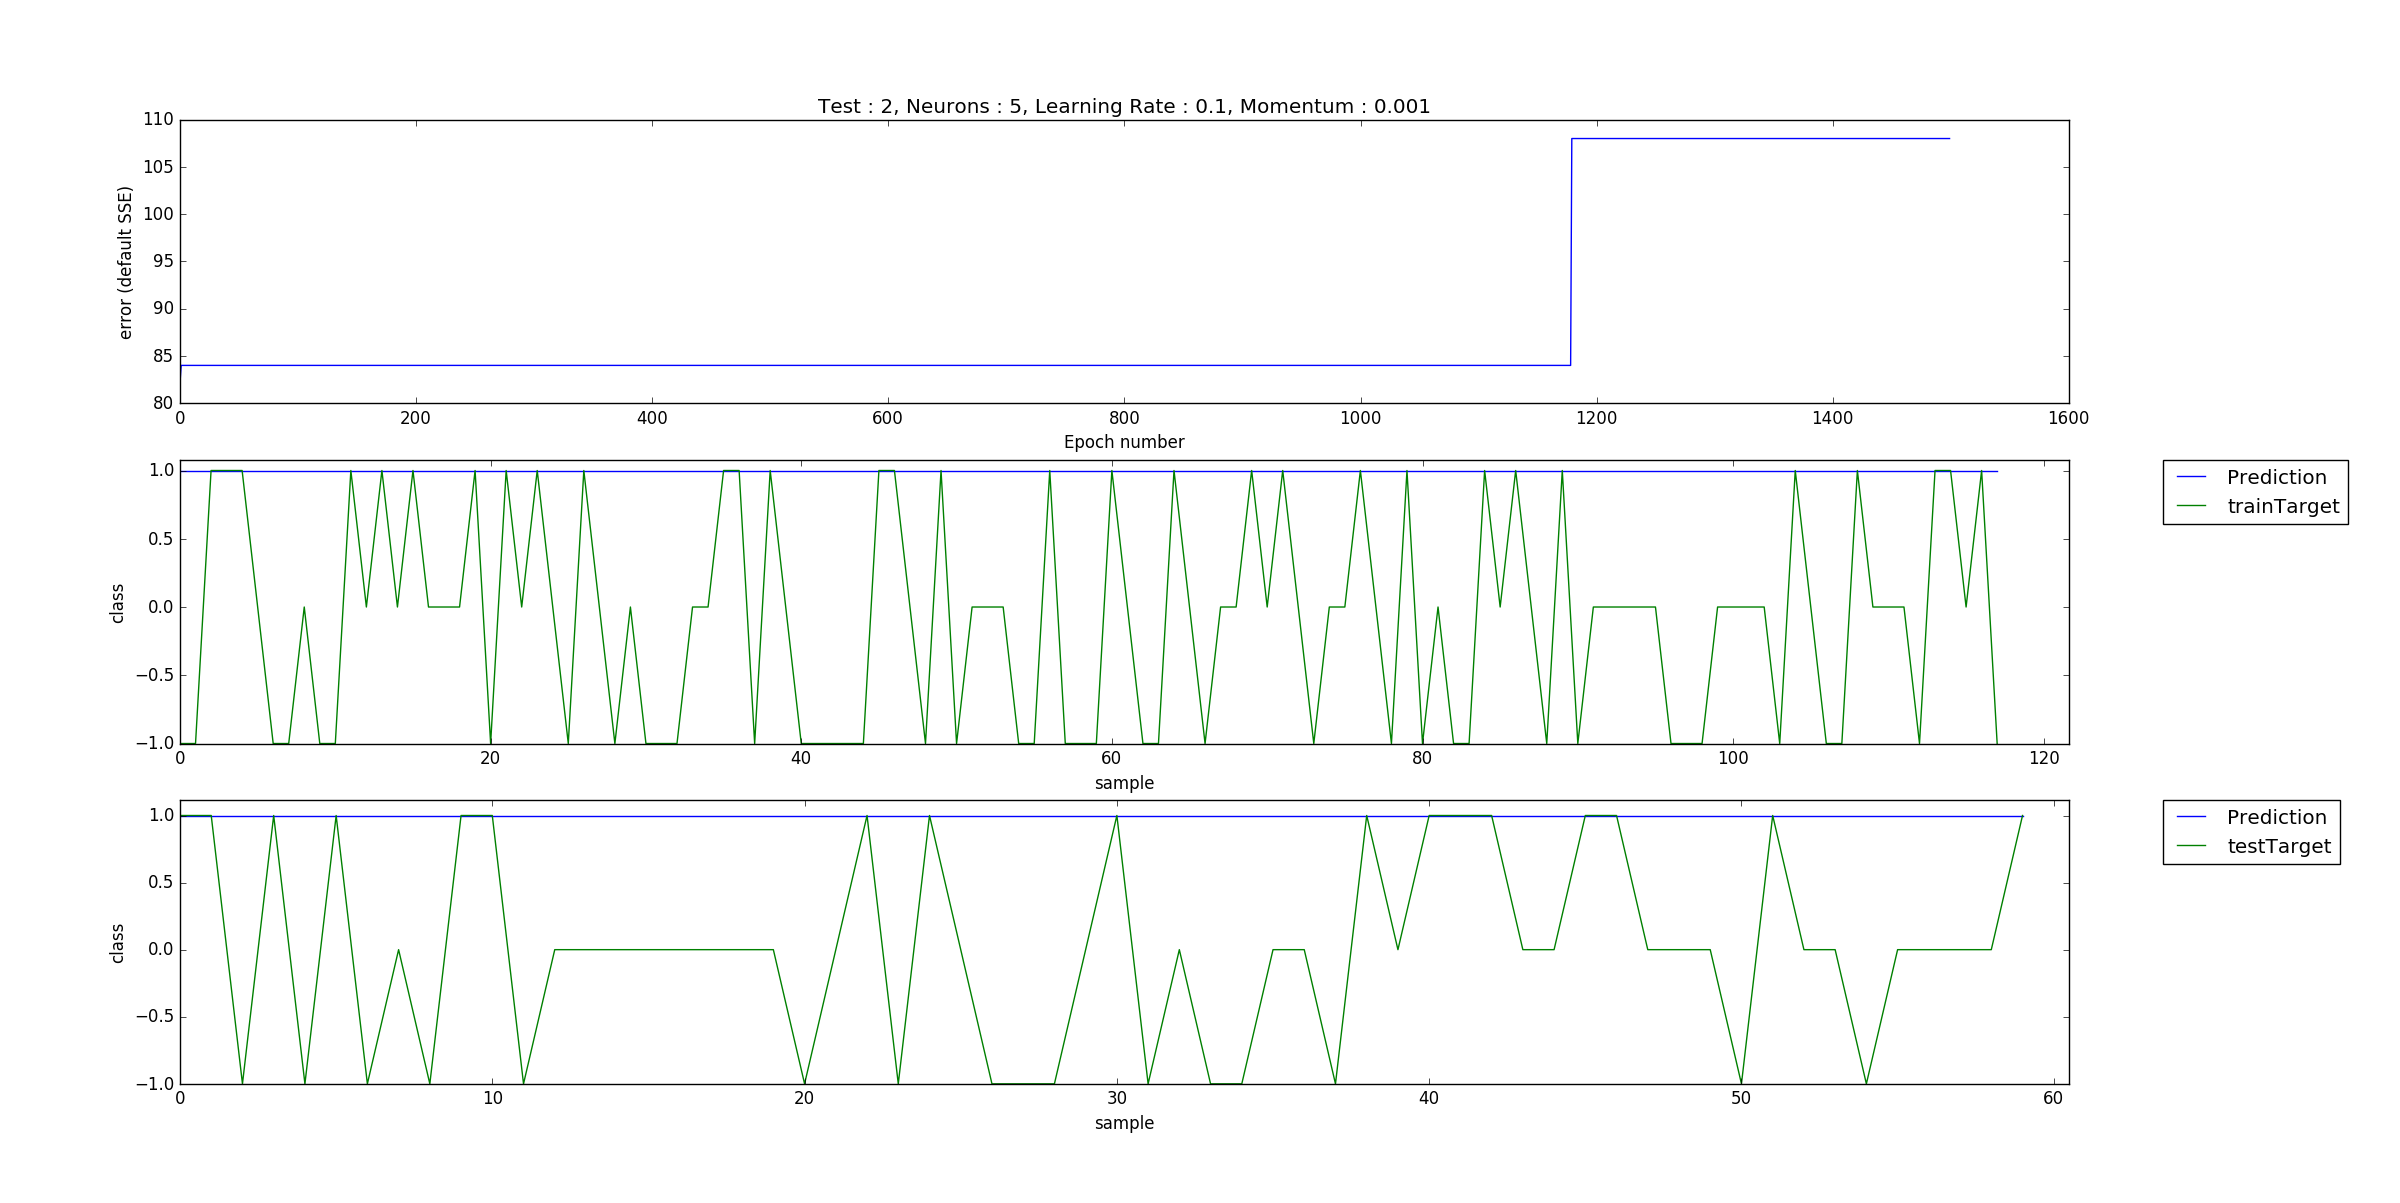 Test : 2, Neurons : 5, Learning Rate : 0.1, Momentum : 0.001
110
105
100
95
90
85
80
error (default SSE)
0 200 400 600 800 1000 1200 1400 1600
Epoch number
1.0
0.5
0.0
−0.5
−1.0
class
0 20 40 60 80 100 120
sample
Prediction
trainTarget
1.0
0.5
0.0
−0.5
−1.0
class
0 10 20 30 40 50 60
sample
Prediction
testTarget